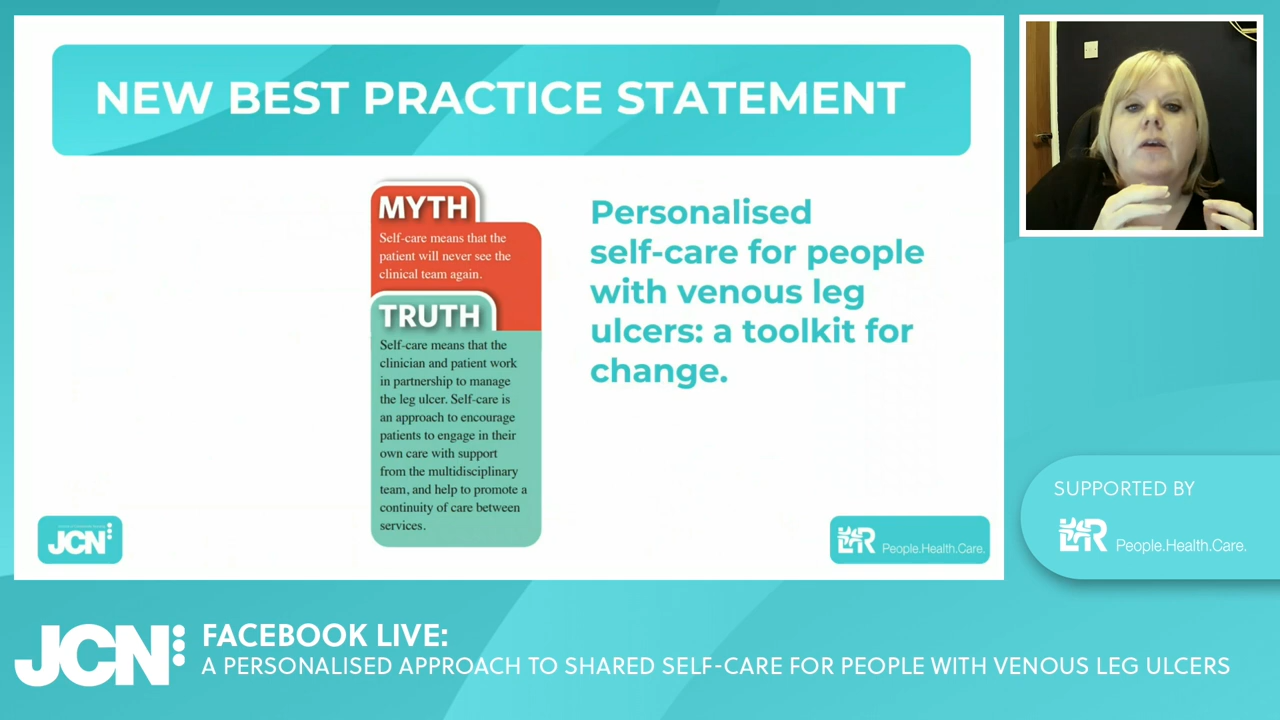 NEW BEST PRACTICE STATEMENT
MYTH
Self-care means that the
patient will never see the
clinical team again.
TRUTH
Self-care means that the
clinician and patient work
in partnership to manage
the leg ulcer. Self-care is
an approach to encourage
patients to engage in their
own care with support
from the multidisciplinary
team, and help to promote a
continuity of care between
services.
Personalised
self-care for people
with venous leg
ulcers: a toolkit for
change.
JCN
L&R People.Health.Care.
SUPPORTED BY
L&R People.Health.Care.
JCN
FACEBOOK LIVE:
A PERSONALISED APPROACH TO SHARED SELF-CARE FOR PEOPLE WITH VENOUS LEG ULCERS